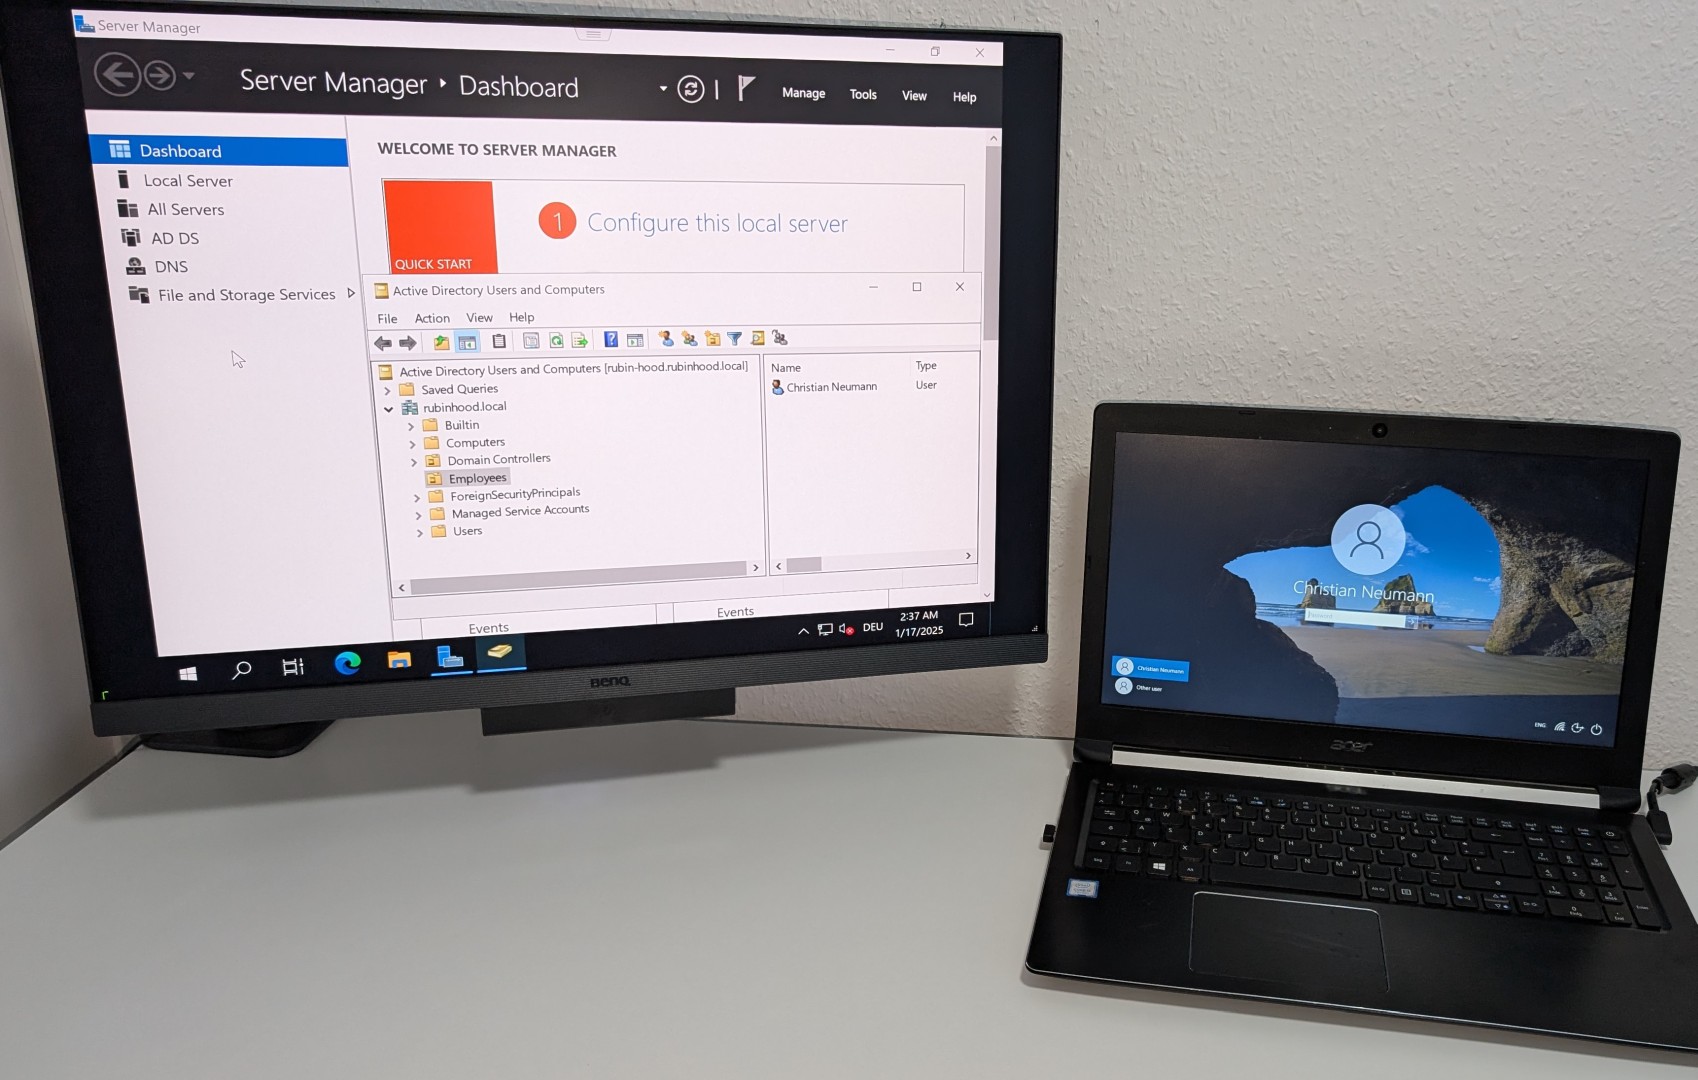 Server Manager
Server Manager ‣ Dashboard
Manage
Tools
View
Help
Dashboard
Local Server
All Servers
AD DS
DNS
File and Storage Services
WELCOME TO SERVER MANAGER
1 Configure this local server
QUICK START
Active Directory Users and Computers
File
Action
View
Help
Active Directory Users and Computers [rubin-hood.rubinhood.local]
Saved Queries
rubinhood.local
Builtin
Computers
Domain Controllers
Employees
ForeignSecurityPrincipals
Managed Service Accounts
Users
Name
Type
Christian Neumann
User
Events
Events
DEU
2:37 AM
1/17/2025
BenQ
Christian Neumann
Password
Christian Neumann
Other user
ENG
acer